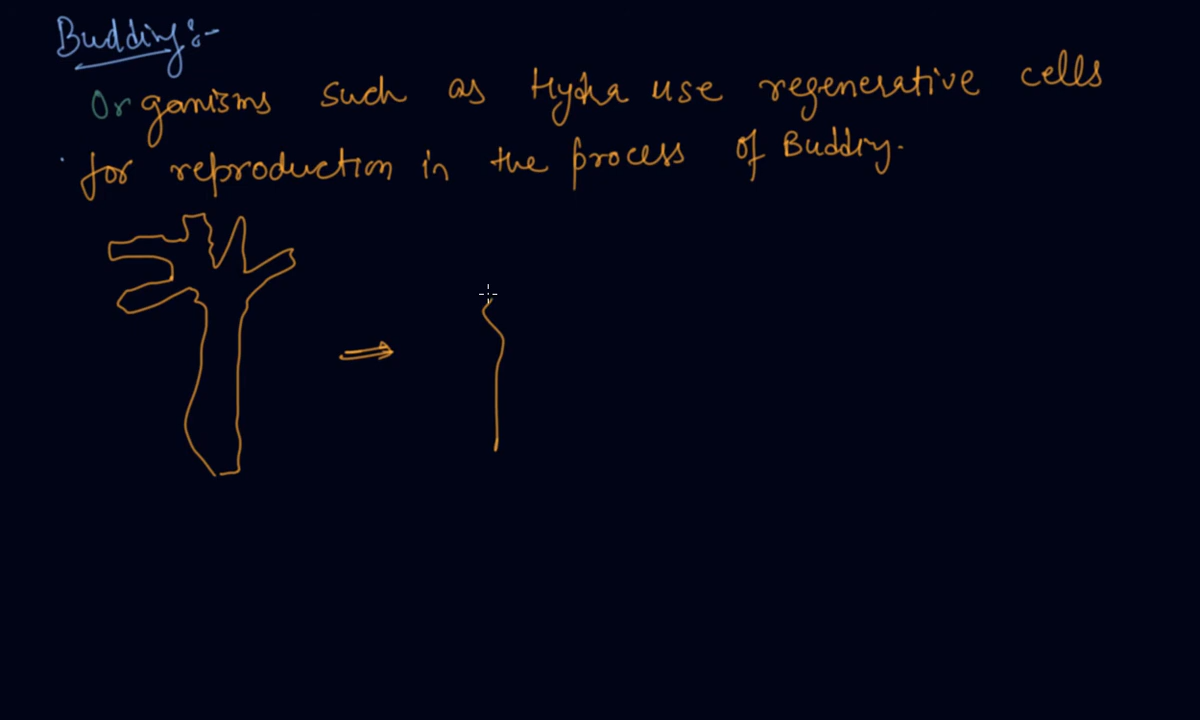 Budding:-
Organisms such as Hydra use regenerative cells
for reproduction in the process of Budding.